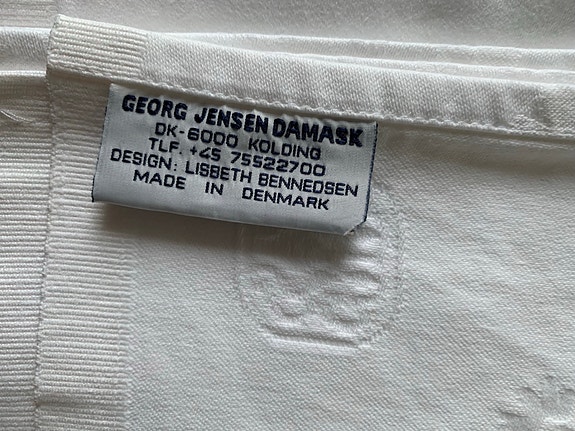 GEORG JENSEN DAMASK
DK-6000 KOLDING
TLF. +45 75522700
DESIGN: LISBETH BENNEDSEN
MADE IN DENMARK